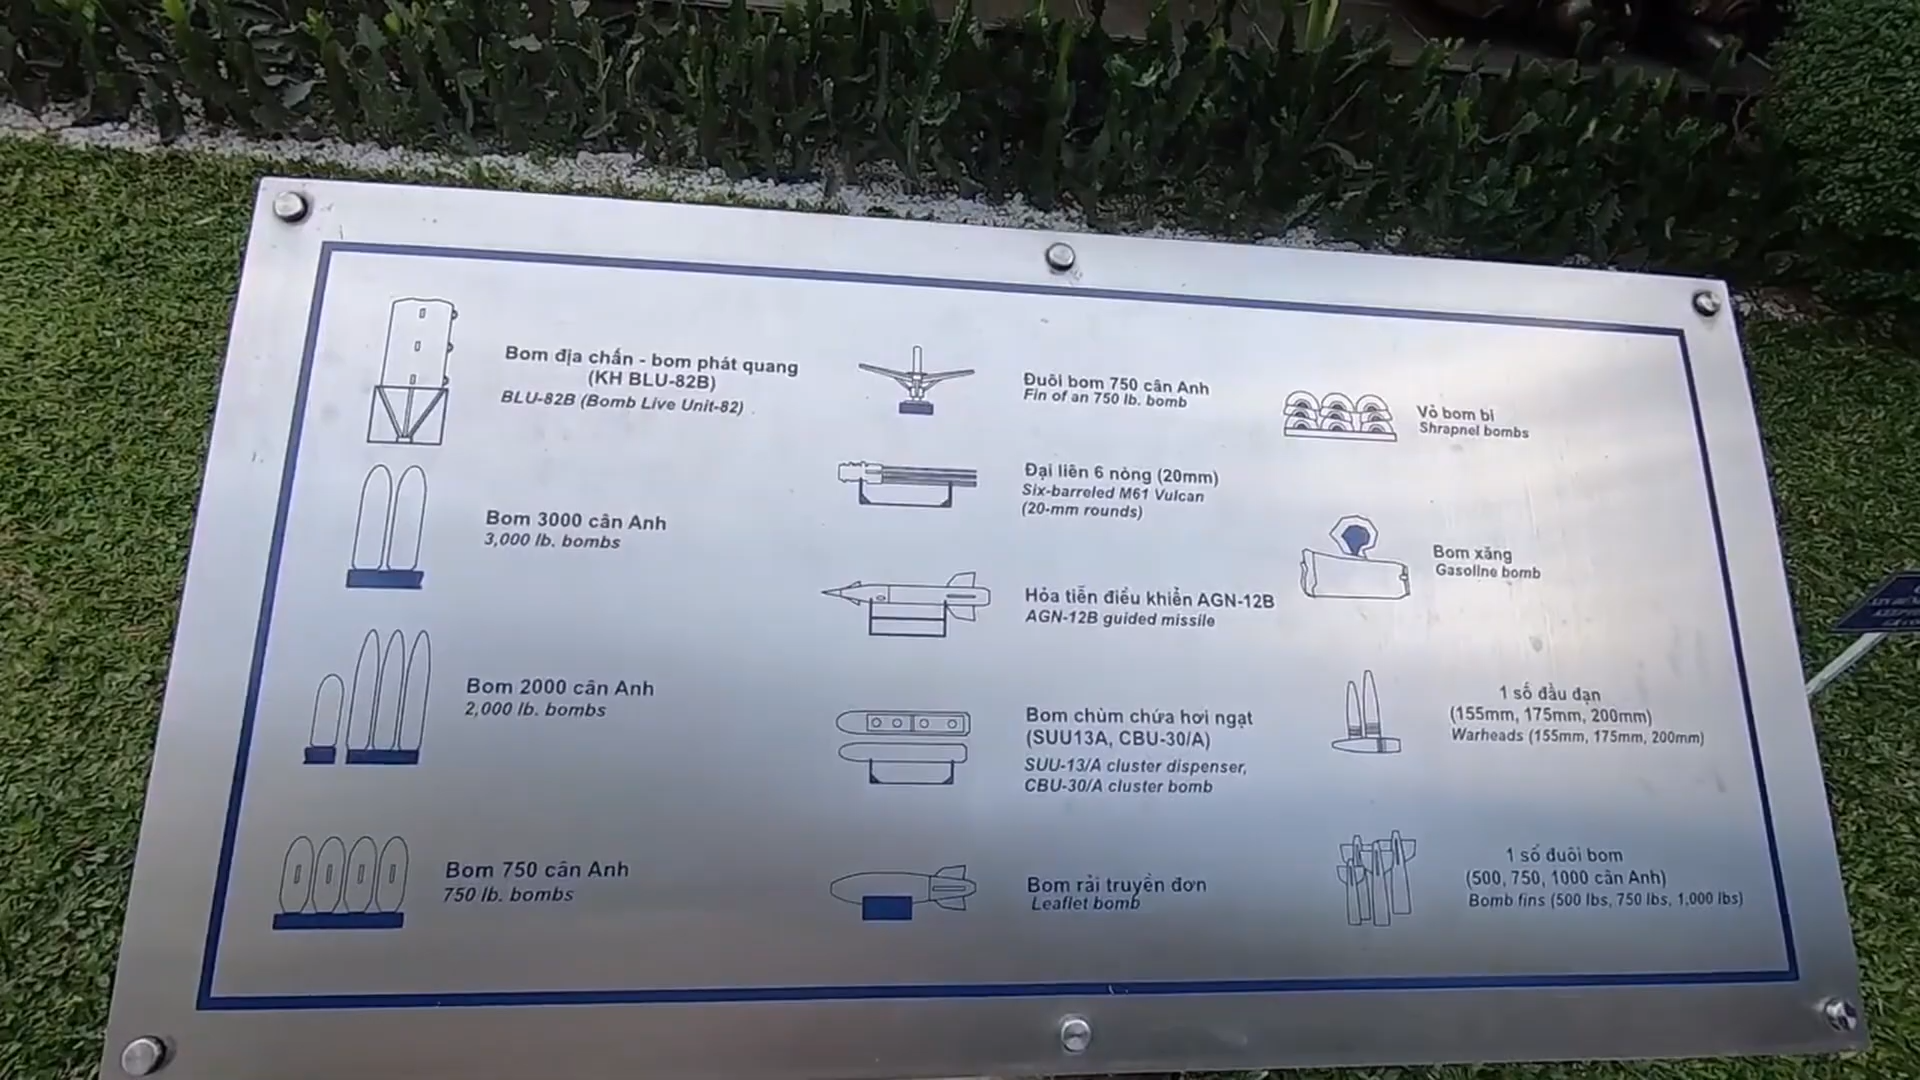 Bom địa chấn - bom phát quang
(KH BLU-82B)
BLU-82B (Bomb Live Unit-82)
Bom 3000 cân Anh
3,000 lb. bombs
Bom 2000 cân Anh
2,000 lb. bombs
Bom 750 cân Anh
750 lb. bombs
Đuôi bom 750 cân Anh
Fin of an 750 lb. bomb
Đại liên 6 nòng (20mm)
Six-barreled M61 Vulcan
(20-mm rounds)
Hỏa tiễn điều khiển AGN-12B
AGN-12B guided missile
Bom chùm chứa hơi ngạt
(SUU13A, CBU-30/A)
SUU-13/A cluster dispenser,
CBU-30/A cluster bomb
Bom rải truyền đơn
Leaflet bomb
Vỏ bom bi
Shrapnel bombs
Bom xăng
Gasoline bomb
1 số đầu đạn
(155mm, 175mm, 200mm)
Warheads (155mm, 175mm, 200mm)
1 số đuôi bom
(500, 750, 1000 cân Anh)
Bomb fins (500 lbs, 750 lbs, 1,000 lbs)